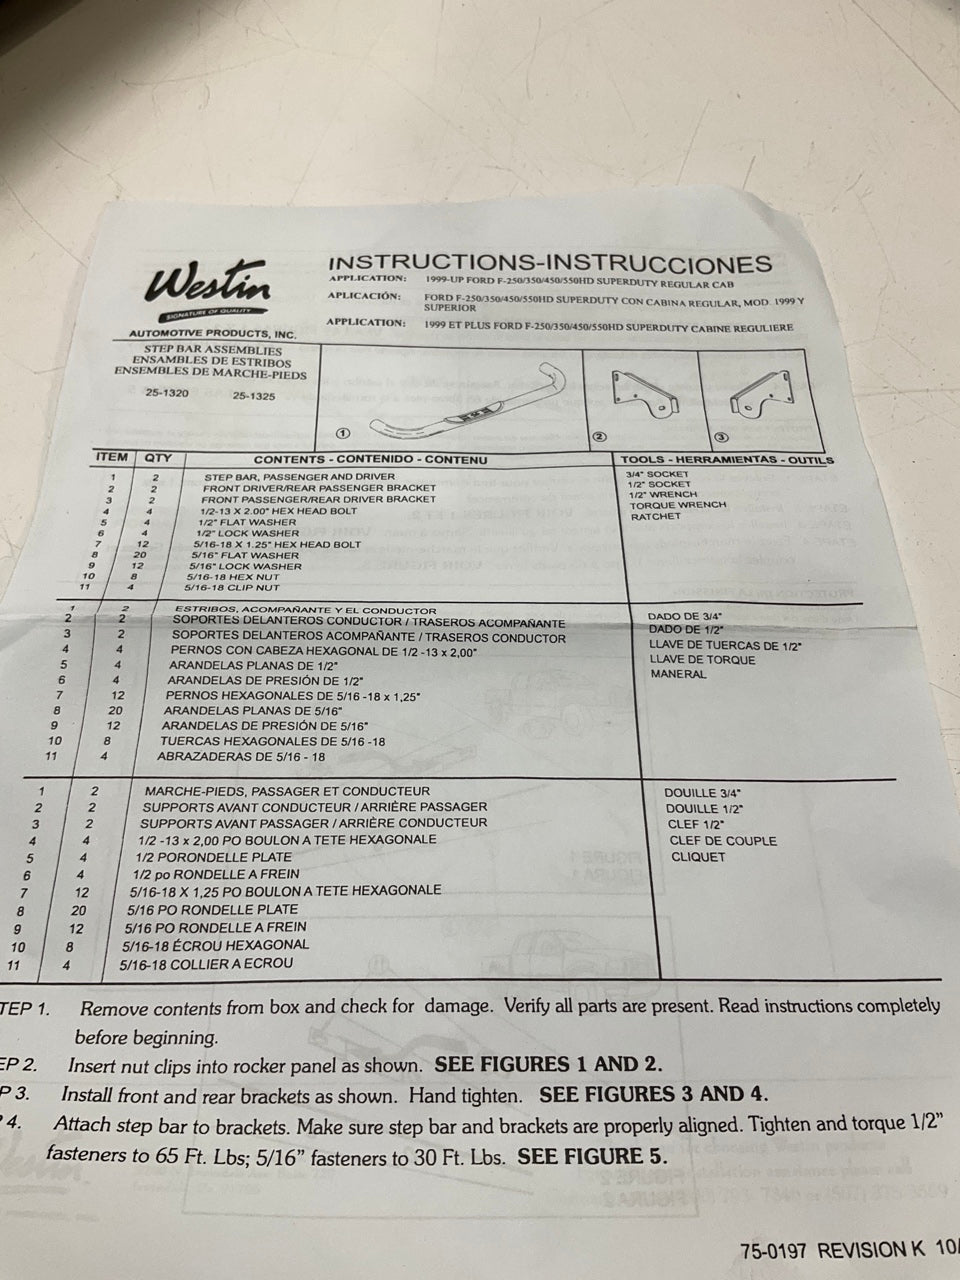 Westin
SIGNATURE OF QUALITY
AUTOMOTIVE PRODUCTS, INC.
INSTRUCTIONS-INSTRUCCIONES
APPLICATION: 1999-UP FORD F-250/350/450/550HD SUPERDUTY REGULAR CAB
APLICACIÓN: FORD F-250/350/450/550HD SUPERDUTY CON CABINA REGULAR, MOD. 1999 Y
SUPERIOR
APPLICATION: 1999 ET PLUS FORD F-250/350/450/550HD SUPERDUTY CABINE REGULIERE
STEP BAR ASSEMBLIES
ENSAMBLES DE ESTRIBOS
ENSEMBLES DE MARCHE-PIEDS
25-1320 25-1325
1 2 3
ITEM QTY CONTENTS - CONTENIDO - CONTENU TOOLS - HERRAMIENTAS - OUTILS
1 2 STEP BAR, PASSENGER AND DRIVER 3/4" SOCKET
2 2 FRONT DRIVER/REAR PASSENGER BRACKET 1/2" SOCKET
3 2 FRONT PASSENGER/REAR DRIVER BRACKET 1/2" WRENCH
4 4 1/2-13 X 2.00" HEX HEAD BOLT TORQUE WRENCH
5 4 1/2" FLAT WASHER RATCHET
6 4 1/2" LOCK WASHER
7 12 5/16-18 X 1.25" HEX HEAD BOLT
8 20 5/16" FLAT WASHER
9 12 5/16" LOCK WASHER
10 8 5/16-18 HEX NUT
11 4 5/16-18 CLIP NUT
1 2 ESTRIBOS, ACOMPAÑANTE Y EL CONDUCTOR DADO DE 3/4"
2 2 SOPORTES DELANTEROS CONDUCTOR / TRASEROS ACOMPAÑANTE DADO DE 1/2"
3 2 SOPORTES DELANTEROS ACOMPAÑANTE / TRASEROS CONDUCTOR LLAVE DE TUERCAS DE 1/2"
4 4 PERNOS CON CABEZA HEXAGONAL DE 1/2 -13 x 2,00" LLAVE DE TORQUE
5 4 ARANDELAS PLANAS DE 1/2" MANERAL
6 4 ARANDELAS DE PRESIÓN DE 1/2"
7 12 PERNOS HEXAGONALES DE 5/16 -18 x 1,25"
8 20 ARANDELAS PLANAS DE 5/16"
9 12 ARANDELAS DE PRESIÓN DE 5/16"
10 8 TUERCAS HEXAGONALES DE 5/16 -18
11 4 ABRAZADERAS DE 5/16 - 18
1 2 MARCHE-PIEDS, PASSAGER ET CONDUCTEUR DOUILLE 3/4"
2 2 SUPPORTS AVANT CONDUCTEUR / ARRIÈRE PASSAGER DOUILLE 1/2"
3 2 SUPPORTS AVANT PASSAGER / ARRIÈRE CONDUCTEUR CLEF 1/2"
4 4 1/2 -13 x 2,00 PO BOULON A TETE HEXAGONALE CLEF DE COUPLE
5 4 1/2 PORONDELLE PLATE CLIQUET
6 4 1/2 po RONDELLE A FREIN
7 12 5/16-18 X 1,25 PO BOULON A TETE HEXAGONALE
8 20 5/16 PO RONDELLE PLATE
9 12 5/16 PO RONDELLE A FREIN
10 8 5/16-18 ÉCROU HEXAGONAL
11 4 5/16-18 COLLIER A ECROU
TEP 1. Remove contents from box and check for damage. Verify all parts are present. Read instructions completely
before beginning.
EP 2. Insert nut clips into rocker panel as shown. SEE FIGURES 1 AND 2.
P 3. Install front and rear brackets as shown. Hand tighten. SEE FIGURES 3 AND 4.
4. Attach step bar to brackets. Make sure step bar and brackets are properly aligned. Tighten and torque 1/2"
fasteners to 65 Ft. Lbs; 5/16" fasteners to 30 Ft. Lbs. SEE FIGURE 5.
75-0197 REVISION K 10/